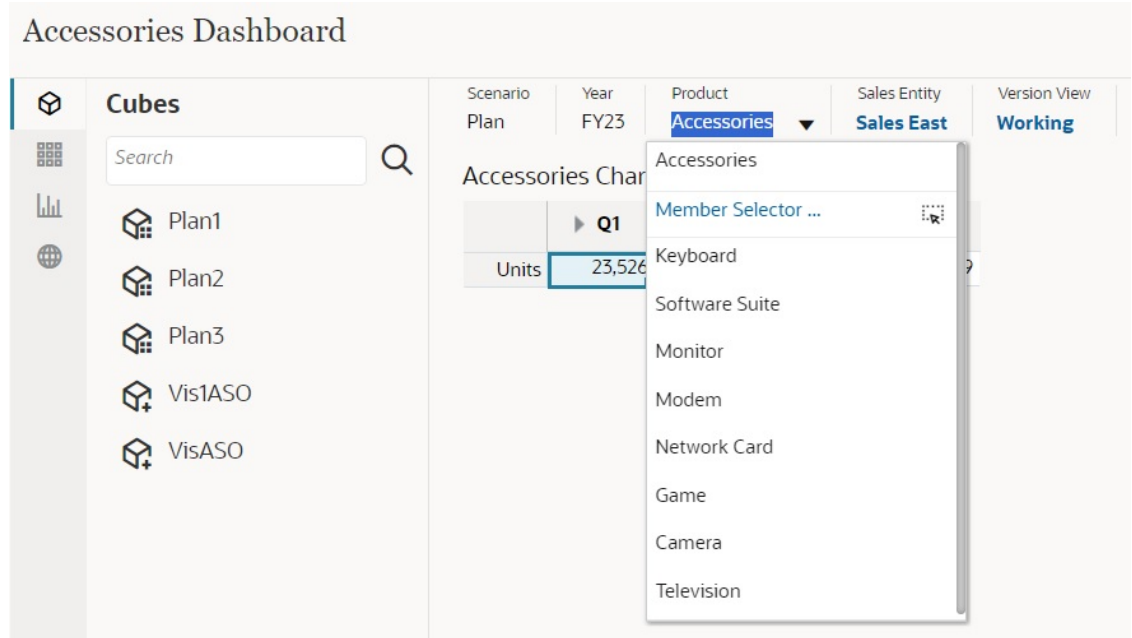 Accessories Dashboard
Cubes
Search
Plan1
Plan2
Plan3
Vis1ASO
VisASO
Scenario Year Product Sales Entity Version View
Plan FY23 Accessories Sales East Working
Accessories
Accessories
Member Selector ...
Q1
Keyboard
Units 23,526 9
Software Suite
Monitor
Modem
Network Card
Game
Camera
Television